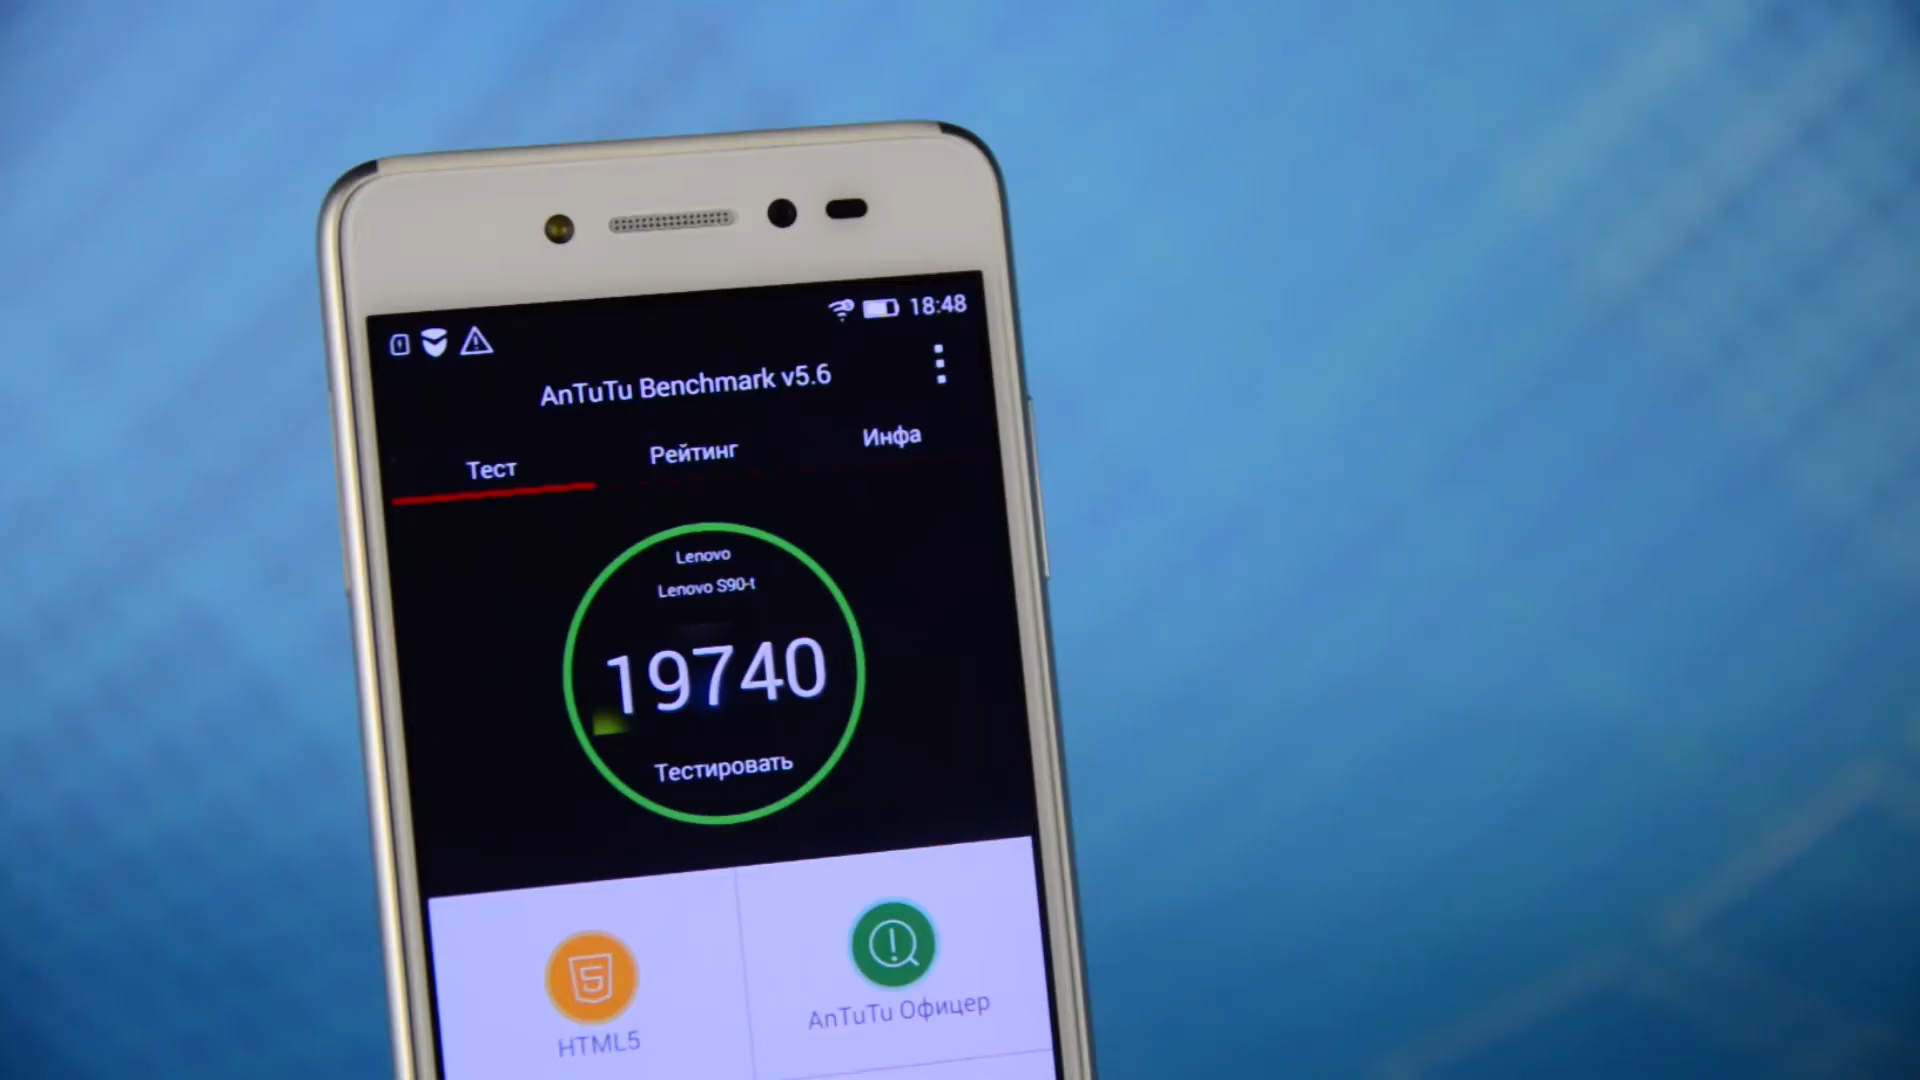 18:48
AnTuTu Benchmark v5.6
Тест Рейтинг Инфа
Lenovo
Lenovo S90-t
19740
Тестировать
HTML5
AnTuTu Офицер